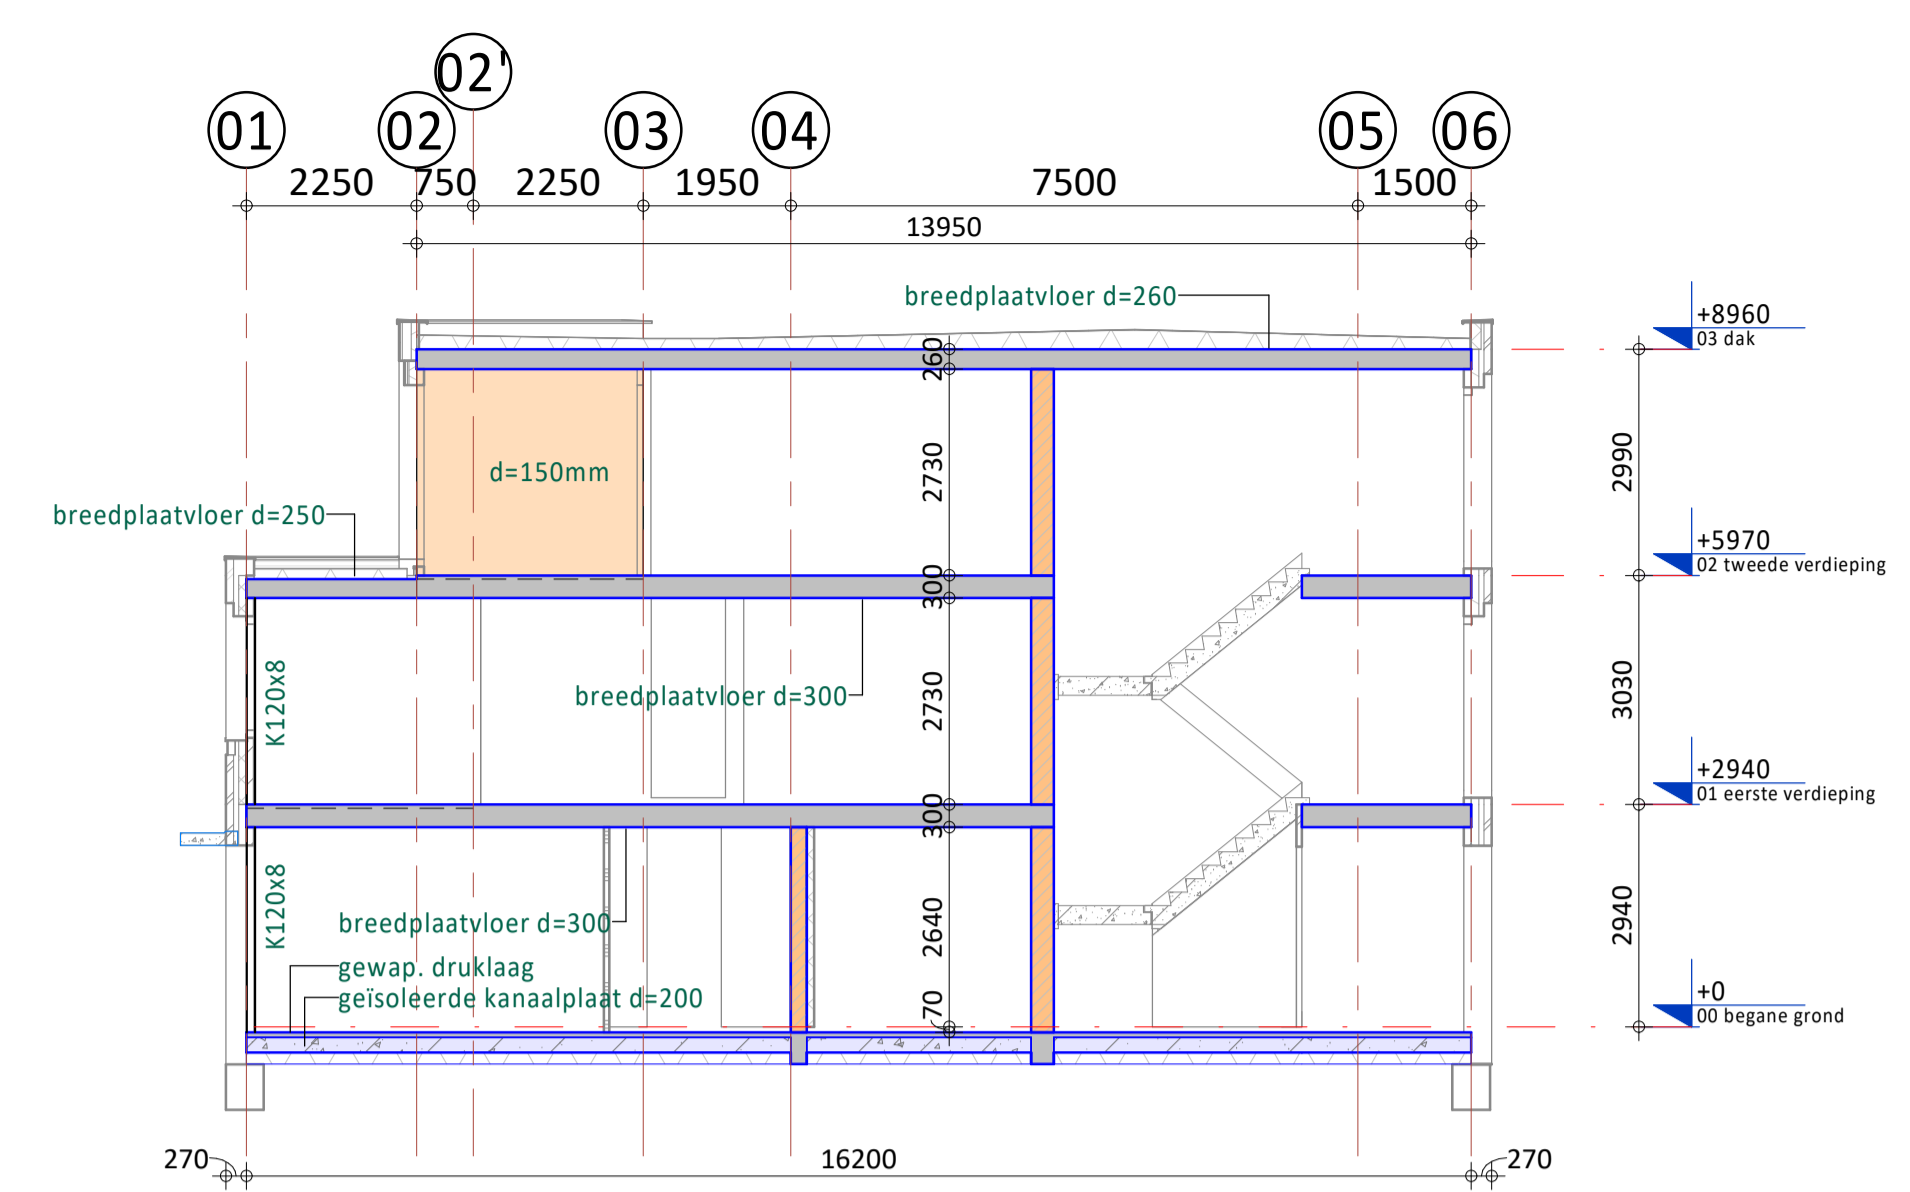 02'
01 02 03 04 05 06
2250 750 2250 1950 7500 1500
13950
breedplaatvloer d=260
+8960
03 dak
260
2990
2730
d=150mm
breedplaatvloer d=250
+5970
02 tweede verdieping
300
K120x8
breedplaatvloer d=300
2730
3030
+2940
01 eerste verdieping
300
K120x8
breedplaatvloer d=300
2640
2940
gewap. druklaag
geïsoleerde kanaalplaat d=200
70
+0
00 begane grond
270 16200 270